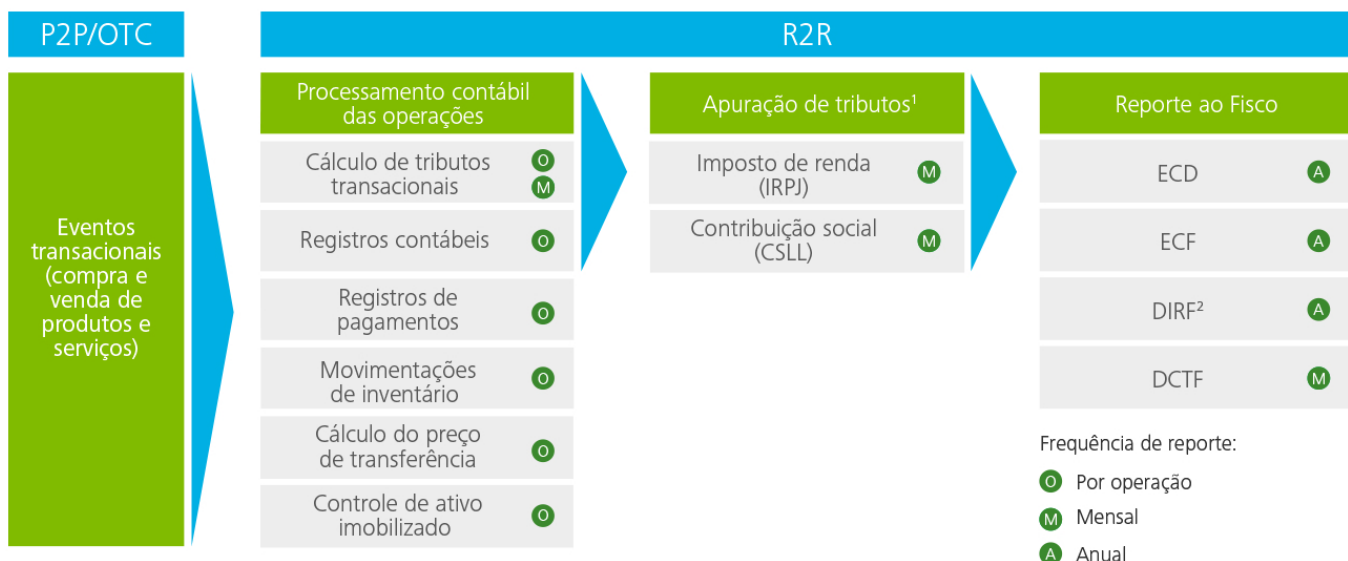 P2P/OTC
R2R
Eventos
transacionais
(compra e
venda de
produtos e
serviços)
Processamento contábil
das operações
Cálculo de tributos
transacionais
O
M
Registros contábeis
O
Registros de
pagamentos
O
Movimentações
de inventário
O
Cálculo do preço
de transferência
O
Controle de ativo
imobilizado
O
Apuração de tributos¹
Imposto de renda
(IRPJ)
M
Contribuição social
(CSLL)
M
Reporte ao Fisco
ECD
A
ECF
A
DIRF²
A
DCTF
M
Frequência de reporte:
O Por operação
M Mensal
A Anual